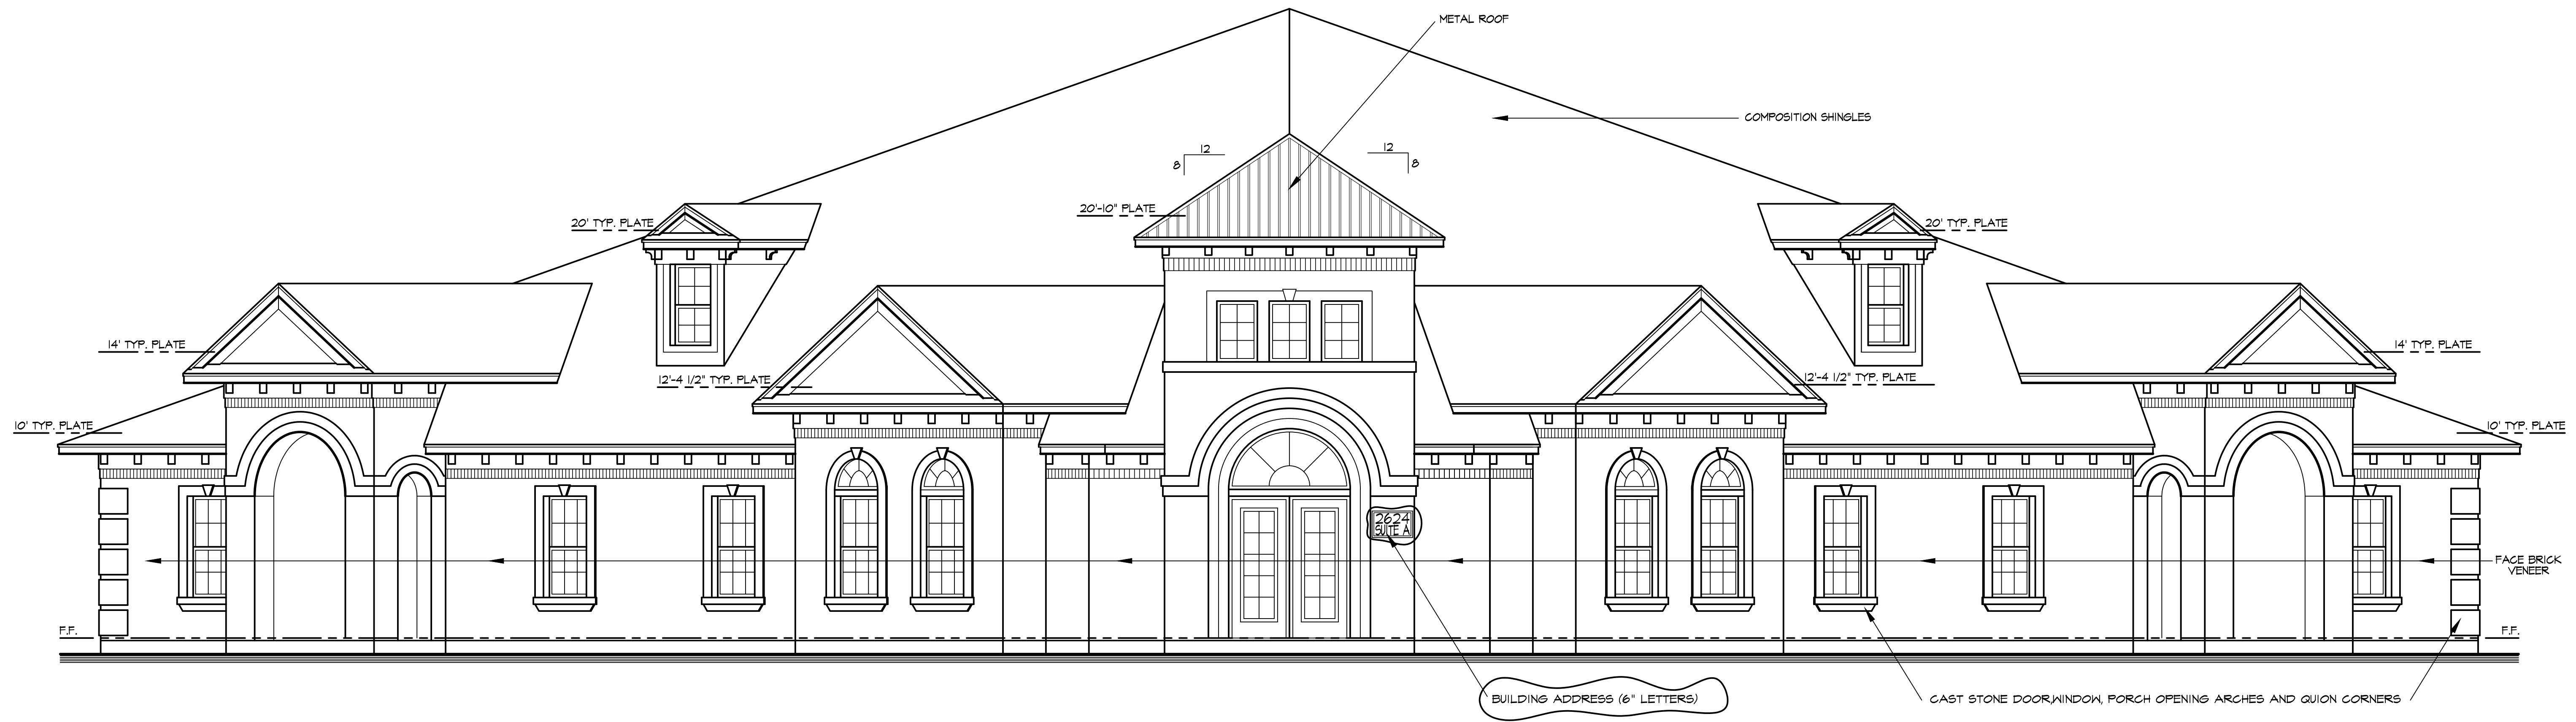 METAL ROOF
COMPOSITION SHINGLES
12
8
12
8
20'-10" PLATE
20' TYP. PLATE
20' TYP. PLATE
14' TYP. PLATE
14' TYP. PLATE
12'-4 1/2" TYP. PLATE
12'-4 1/2" TYP. PLATE
10' TYP. PLATE
10' TYP. PLATE
2624
SUITE A
FACE BRICK
VENEER
F.F.
F.F.
BUILDING ADDRESS (6" LETTERS)
CAST STONE DOOR,WINDOW, PORCH OPENING ARCHES AND QUION CORNERS